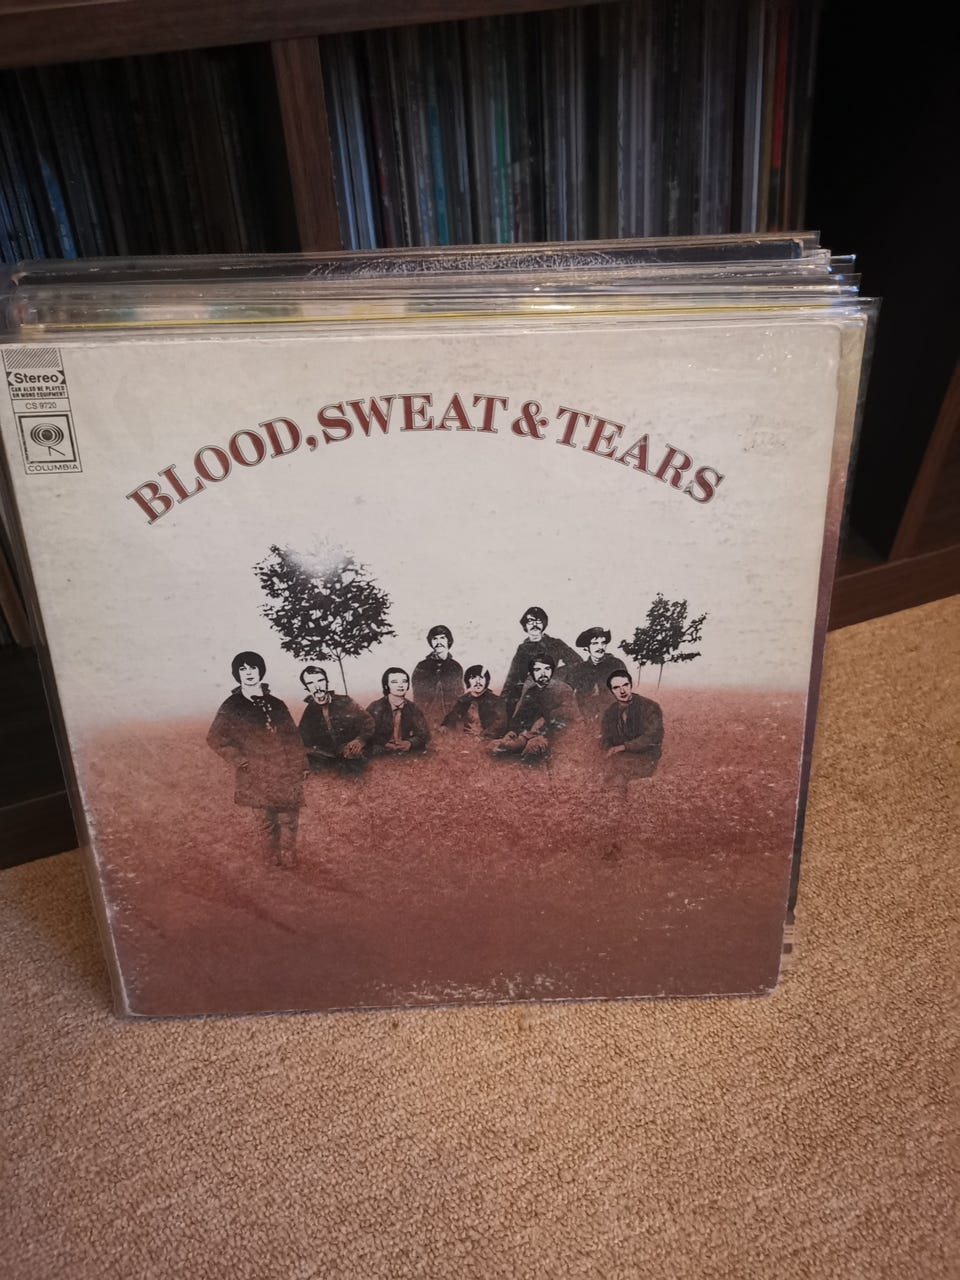 Stereo
CAN ALSO BE PLAYED
ON MONO EQUIPMENT
CS 9720
COLUMBIA
BLOOD, SWEAT & TEARS